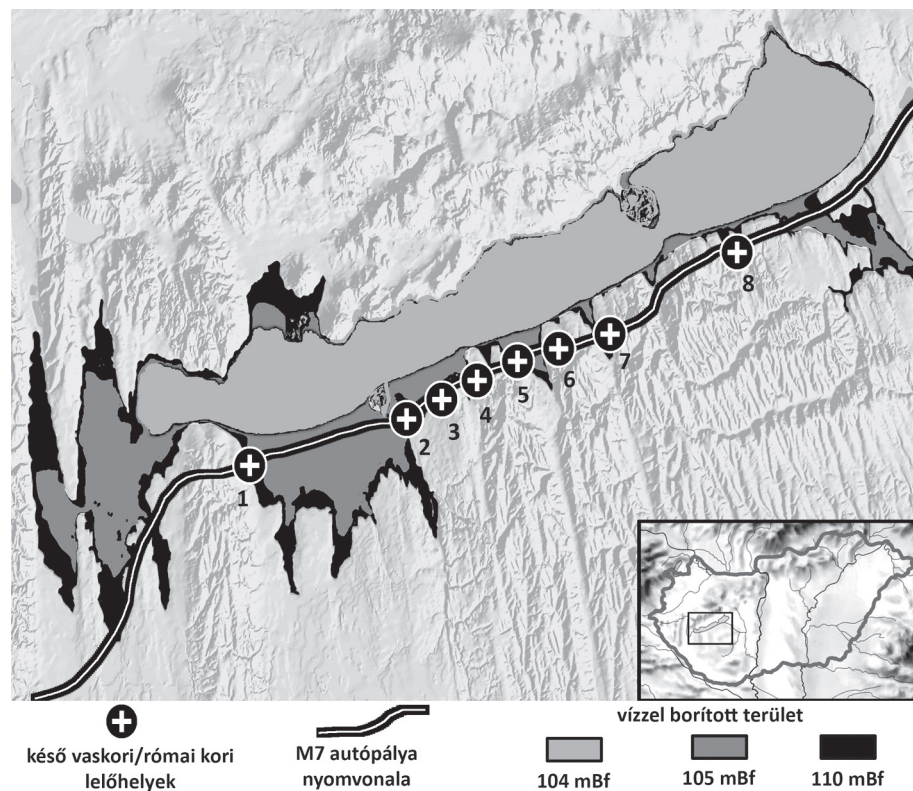 1
2
3
4
5
6
7
8
késő vaskori/római kori
lelőhelyek
M7 autópálya
nyomvonala
vízzel borított terület
104 mBf
105 mBf
110 mBf